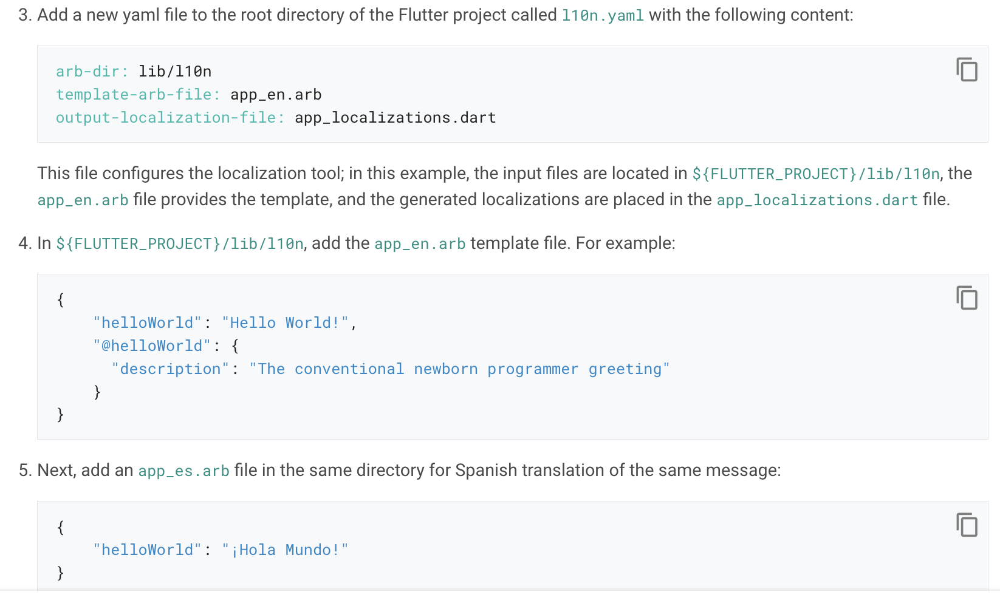 3. Add a new yaml file to the root directory of the Flutter project called l10n.yaml with the following content:
arb-dir: lib/l10n
template-arb-file: app_en.arb
output-localization-file: app_localizations.dart
This file configures the localization tool; in this example, the input files are located in ${FLUTTER_PROJECT}/lib/l10n, the
app_en.arb file provides the template, and the generated localizations are placed in the app_localizations.dart file.
4. In ${FLUTTER_PROJECT}/lib/l10n, add the app_en.arb template file. For example:
{
    "helloWorld": "Hello World!",
    "@helloWorld": {
      "description": "The conventional newborn programmer greeting"
    }
}
5. Next, add an app_es.arb file in the same directory for Spanish translation of the same message:
{
    "helloWorld": "¡Hola Mundo!"
}